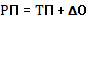 РП = ТП + ΔО